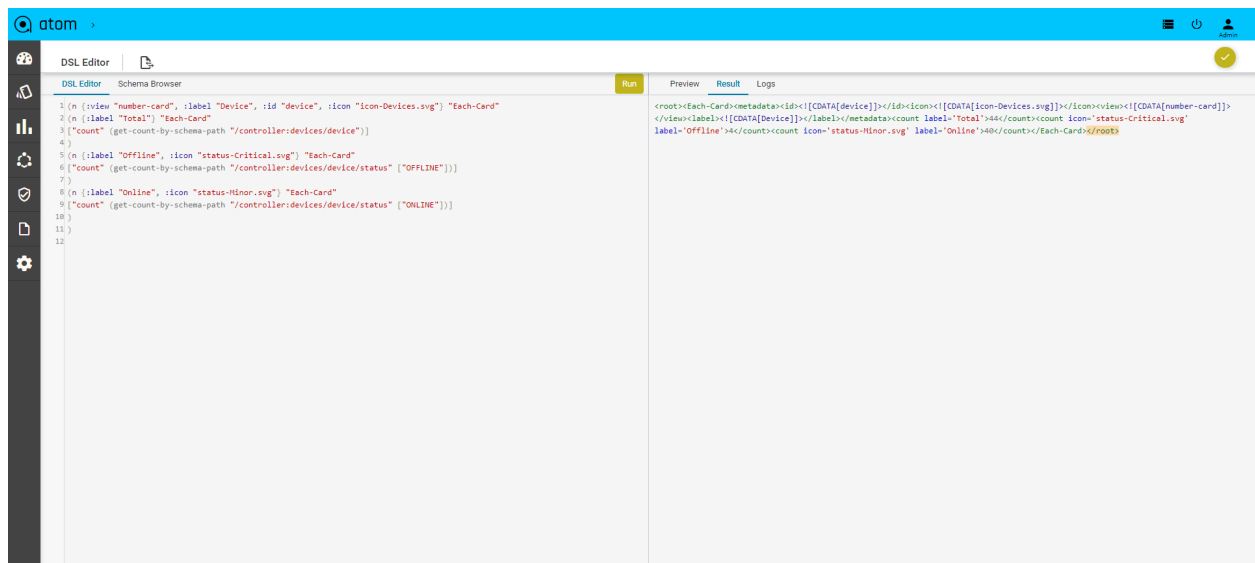 atom ›
Admin
DSL Editor
DSL Editor Schema Browser Run
1 (n {:view "number-card", :label "Device", :id "device", :icon "icon-Devices.svg"} "Each-Card"
2 (n {:label "Total"} "Each-Card"
3 ["count" (get-count-by-schema-path "/controller:devices/device")]
4 )
5 (n {:label "Offline", :icon "status-Critical.svg"} "Each-Card"
6 ["count" (get-count-by-schema-path "/controller:devices/device/status" ["OFFLINE"])]
7 )
8 (n {:label "Online", :icon "status-Minor.svg"} "Each-Card"
9 ["count" (get-count-by-schema-path "/controller:devices/device/status" ["ONLINE"])]
10 )
11 )
12
Preview Result Logs
<root><Each-Card><metadata><id><![CDATA[device]]></id><icon><![CDATA[icon-Devices.svg]]></icon><view><![CDATA[number-card]]>
</view><label><![CDATA[Device]]></label></metadata><count label='Total'>44</count><count icon='status-Critical.svg'
label='Offline'>4</count><count icon='status-Minor.svg' label='Online'>40</count></Each-Card></root>